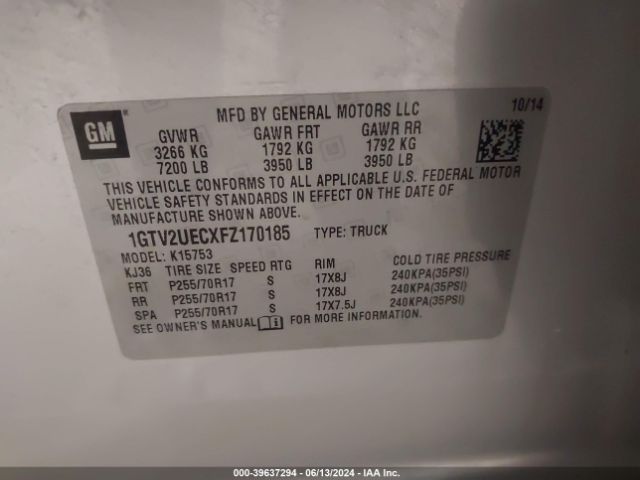 GM
MFD BY GENERAL MOTORS LLC 10/14
GVWR GAWR FRT GAWR RR
3266 KG 1792 KG 1792 KG
7200 LB 3950 LB 3950 LB
THIS VEHICLE CONFORMS TO ALL APPLICABLE U.S. FEDERAL MOTOR
VEHICLE SAFETY STANDARDS IN EFFECT ON THE DATE OF
MANUFACTURE SHOWN ABOVE.
1GTV2UECXFZ170185 TYPE: TRUCK
MODEL: K15753
KJ36 TIRE SIZE SPEED RTG RIM COLD TIRE PRESSURE
FRT P255/70R17 S 17X8J 240KPA(35PSI)
RR P255/70R17 S 17X8J 240KPA(35PSI)
SPA P255/70R17 S 17X7.5J 240KPA(35PSI)
SEE OWNER'S MANUAL FOR MORE INFORMATION.
000-39637294 - 06/13/2024 - IAA Inc.